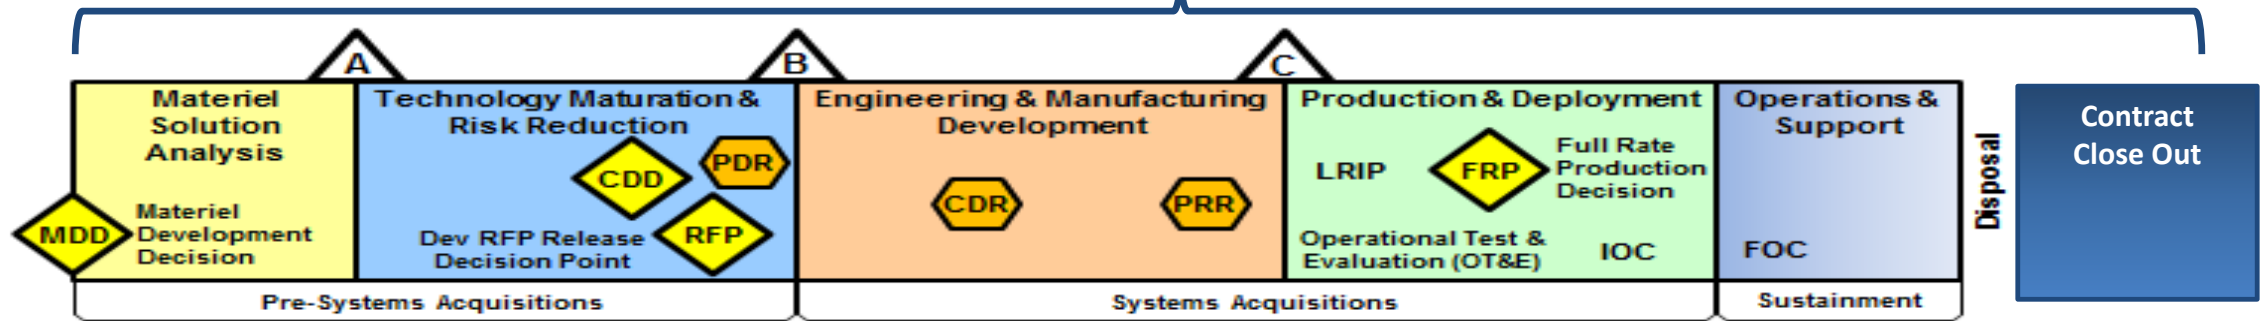 A
B
C
Materiel
Solution
Analysis
MDD
Materiel
Development
Decision
Technology Maturation &
Risk Reduction
CDD
PDR
Dev RFP Release
Decision Point
RFP
Engineering & Manufacturing
Development
CDR
PRR
Production & Deployment
LRIP
FRP
Full Rate
Production
Decision
Operational Test &
Evaluation (OT&E)
IOC
Operations &
Support
FOC
Disposal
Contract
Close Out
Pre-Systems Acquisitions
Systems Acquisitions
Sustainment